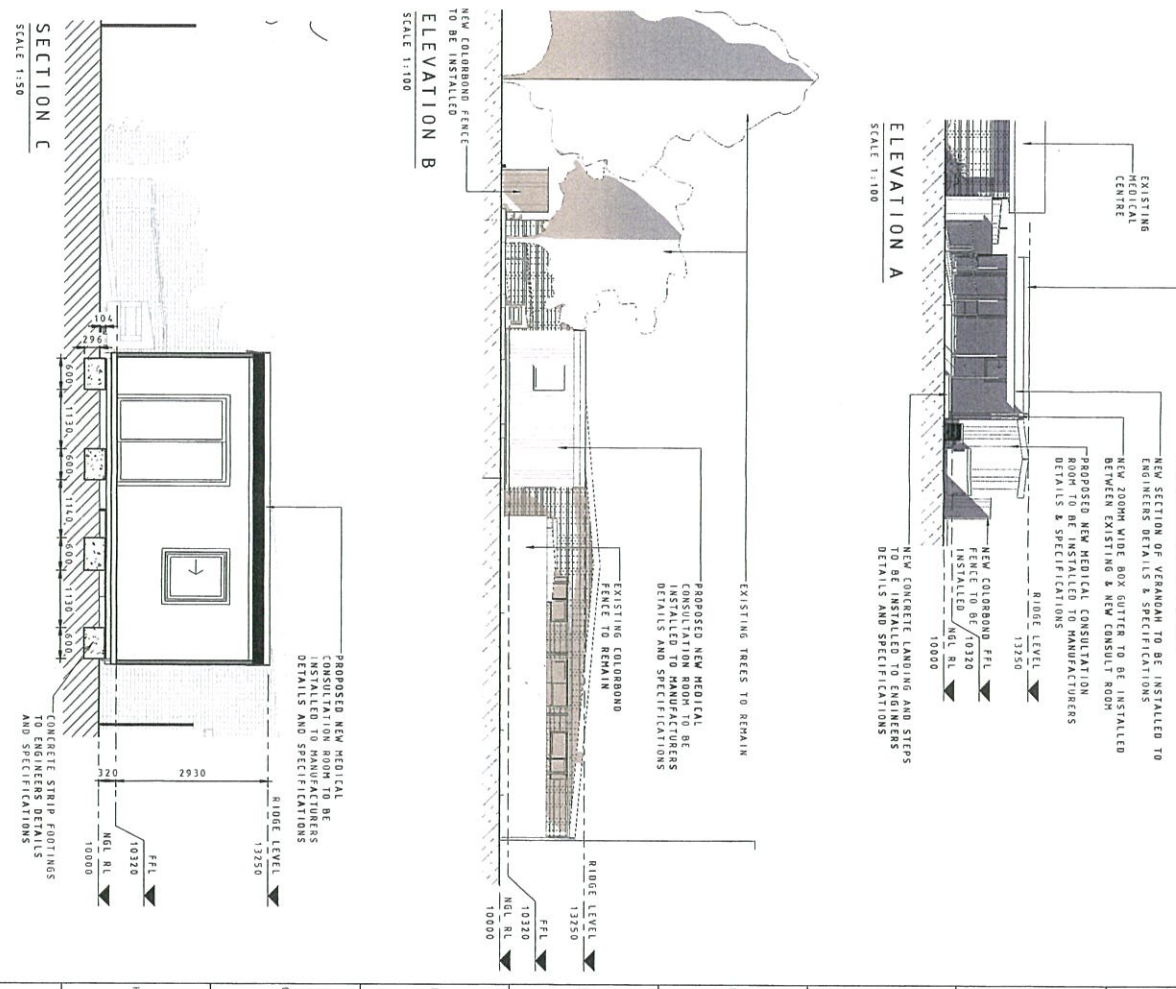 EXISTING
MEDICAL
CENTRE
NEW SECTION OF VERANDAH TO BE INSTALLED TO
ENGINEERS DETAILS & SPECIFICATIONS
NEW 200MM WIDE BOX GUTTER TO BE INSTALLED
BETWEEN EXISTING & NEW CONSULT ROOM
PROPOSED NEW MEDICAL CONSULTATION
ROOM TO BE INSTALLED TO MANUFACTURERS
DETAILS & SPECIFICATIONS
RIDGE LEVEL
13250
NEW COLORBOND
FENCE TO BE
INSTALLED
FFL
10320
NGL RL
10000
NEW CONCRETE LANDING AND STEPS
TO BE INSTALLED TO ENGINEERS
DETAILS AND SPECIFICATIONS
ELEVATION A
SCALE 1:100
EXISTING TREES TO REMAIN
PROPOSED NEW MEDICAL
CONSULTATION ROOM TO BE
INSTALLED TO MANUFACTURERS
DETAILS AND SPECIFICATIONS
EXISTING COLORBOND
FENCE TO REMAIN
RIDGE LEVEL
13250
FFL
10320
NGL RL
10000
NEW COLORBOND FENCE
TO BE INSTALLED
ELEVATION B
SCALE 1:100
PROPOSED NEW MEDICAL
CONSULTATION ROOM TO BE
INSTALLED TO MANUFACTURERS
DETAILS AND SPECIFICATIONS
RIDGE LEVEL
13250
2930
320
FFL
10320
NGL RL
10000
104
296
600 1130 600 1140 600 1130 600
CONCRETE STRIP FOOTINGS
TO ENGINEERS DETAILS
AND SPECIFICATIONS
SECTION C
SCALE 1:50